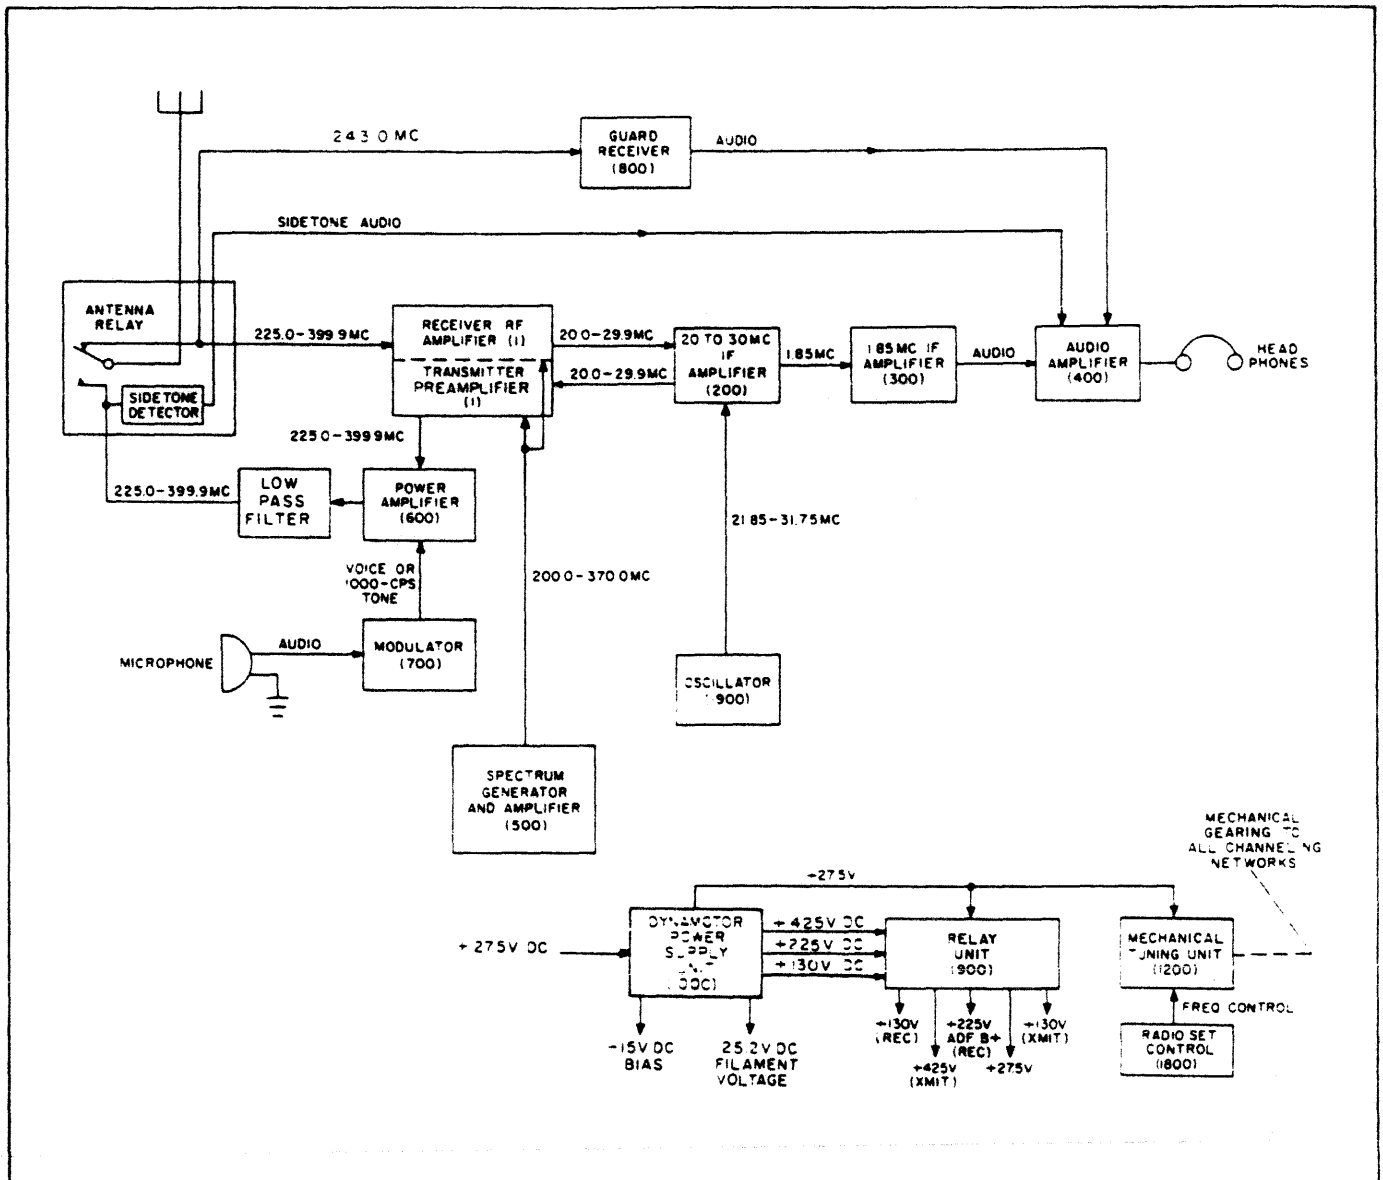 243.0 MC
GUARD
RECEIVER
(800)
AUDIO
SIDETONE AUDIO
ANTENNA
RELAY
SIDETONE
DETECTOR
225.0-399.9MC
RECEIVER RF
AMPLIFIER (1)
TRANSMITTER
PREAMPLIFIER
(1)
20.0-29.9MC
20.0-29.9MC
20 TO 30MC
IF
AMPLIFIER
(200)
1.85MC
1.85 MC IF
AMPLIFIER
(300)
AUDIO
AUDIO
AMPLIFIER
(400)
HEAD
PHONES
225.0-399.9MC
225.0-399.9MC
LOW
PASS
FILTER
POWER
AMPLIFIER
(600)
VOICE OR
1000-CPS
TONE
200.0-370.0MC
21.85-31.75MC
MICROPHONE
AUDIO
MODULATOR
(700)
OSCILLATOR
SPECTRUM
GENERATOR
AND AMPLIFIER
(500)
MECHANICAL
GEARING TO
ALL CHANNELING
NETWORKS
+27.5V
+27.5V DC
DYNAMOTOR
POWER
SUPPLY
UNIT
+425V DC
+225V DC
+130V DC
RELAY
UNIT
(900)
MECHANICAL
TUNING UNIT
(1200)
FREQ CONTROL
RADIO SET
CONTROL
(1800)
-15V DC
BIAS
25.2V DC
FILAMENT
VOLTAGE
+130V
(REC)
+425V
(XMIT)
+225V
ADF B+
(REC)
+27.5V
+130V
(XMIT)